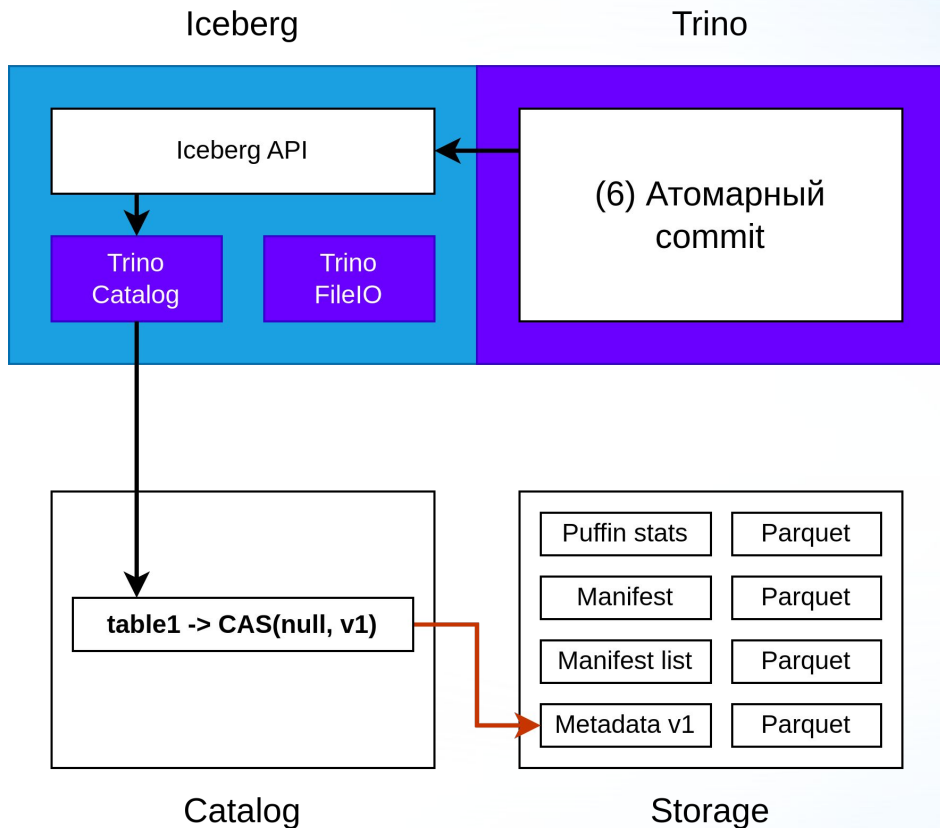 Iceberg
Trino
Iceberg API
(6) Атомарный
commit
Trino
Catalog
Trino
FileIO
table1 -> CAS(null, v1)
Puffin stats
Parquet
Manifest
Parquet
Manifest list
Parquet
Metadata v1
Parquet
Catalog
Storage